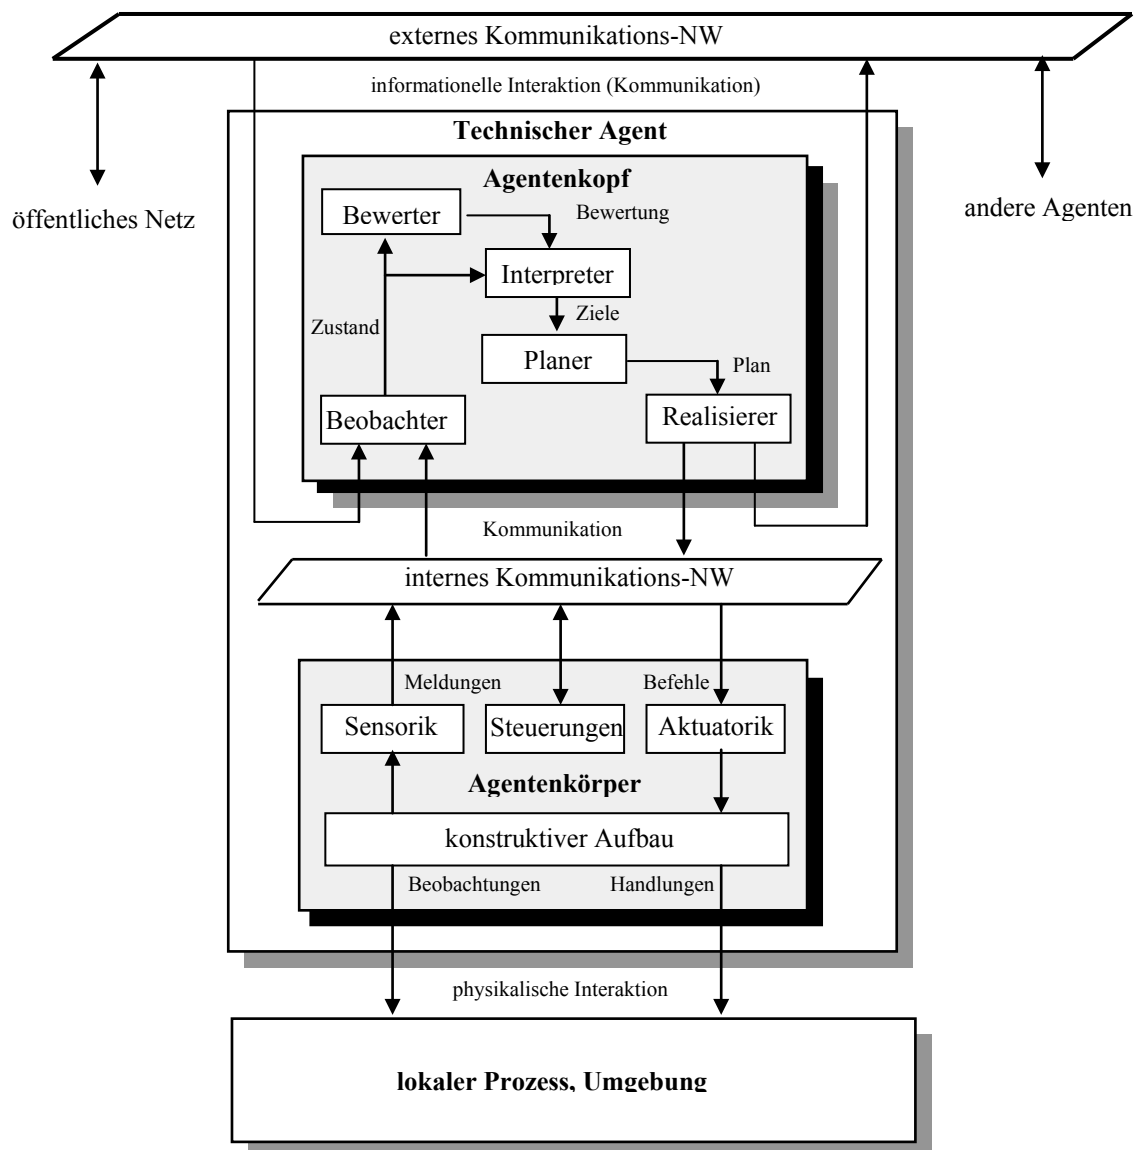 externes Kommunikations-NW
informationelle Interaktion (Kommunikation)
Technischer Agent
Agentenkopf
öffentliches Netz
andere Agenten
Bewerter
Bewertung
Interpreter
Zustand
Ziele
Planer
Plan
Beobachter
Realisierer
Kommunikation
internes Kommunikations-NW
Meldungen
Befehle
Sensorik
Steuerungen
Aktuatorik
Agentenkörper
konstruktiver Aufbau
Beobachtungen
Handlungen
physikalische Interaktion
lokaler Prozess, Umgebung